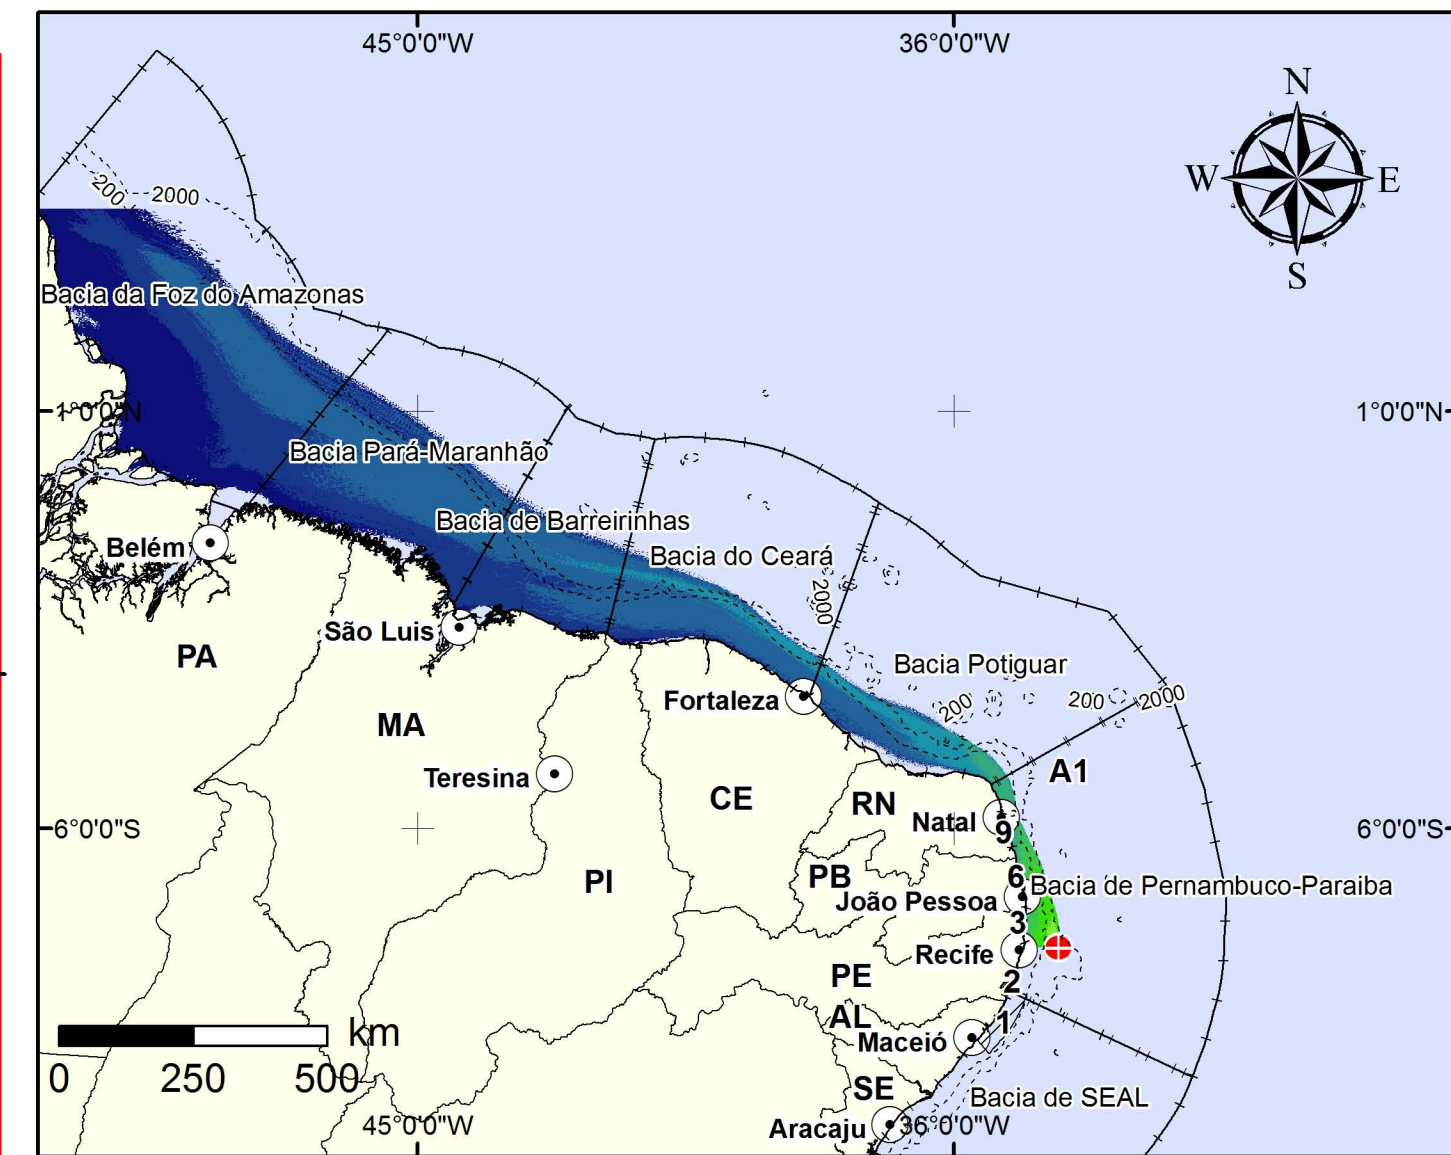 45°0'0"W
36°0'0"W
N
W
E
S
200
2000
Bacia da Foz do Amazonas
1°0'0"N
1°0'0"N
Bacia Pará-Maranhão
Bacia de Barreirinhas
Belém
Bacia do Ceará
2000
São Luis
PA
Bacia Potiguar
Fortaleza
200
200
2000
MA
Teresina
A1
CE
RN
Natal
6°0'0"S
9
6°0'0"S
PI
PB
6
Bacia de Pernambuco-Paraiba
João Pessoa
3
Recife
PE
2
AL
1
km
Maceió
0
250
500
SE
Bacia de SEAL
45°0'0"W
Aracaju
36°0'0"W